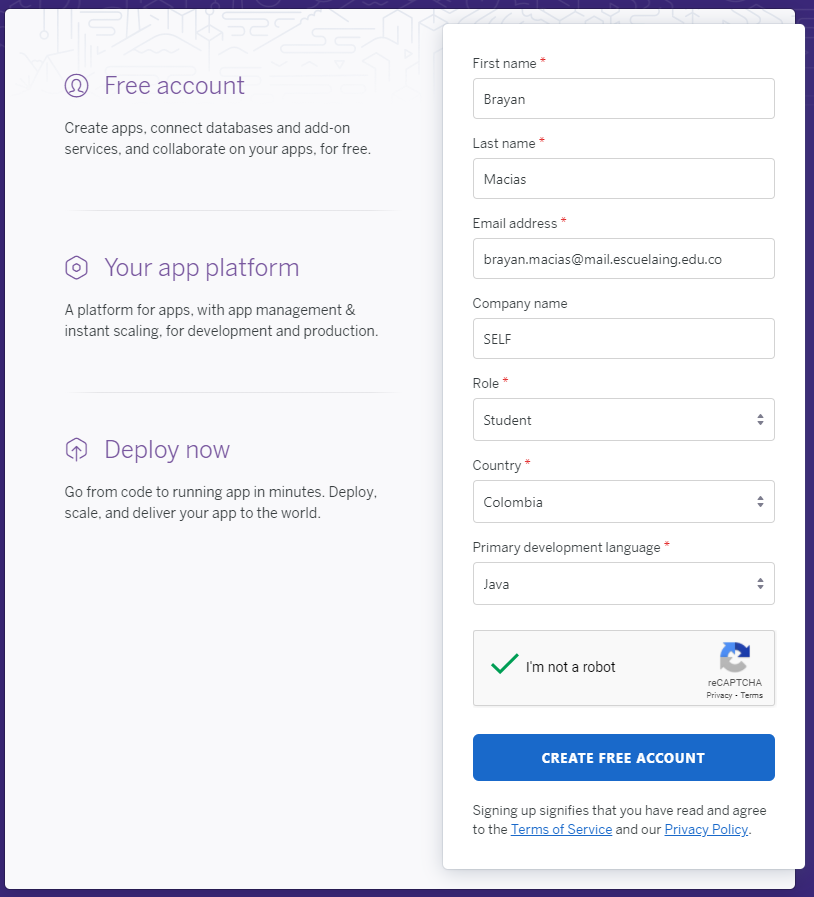 Free account
Create apps, connect databases and add-on
services, and collaborate on your apps, for free.
Your app platform
A platform for apps, with app management &
instant scaling, for development and production.
Deploy now
Go from code to running app in minutes. Deploy,
scale, and deliver your app to the world.
First name *
Brayan
Last name *
Macias
Email address *
brayan.macias@mail.escuelaing.edu.co
Company name
SELF
Role *
Student
Country *
Colombia
Primary development language *
Java
I'm not a robot
reCAPTCHA
Privacy - Terms
CREATE FREE ACCOUNT
Signing up signifies that you have read and agree
to the Terms of Service and our Privacy Policy.